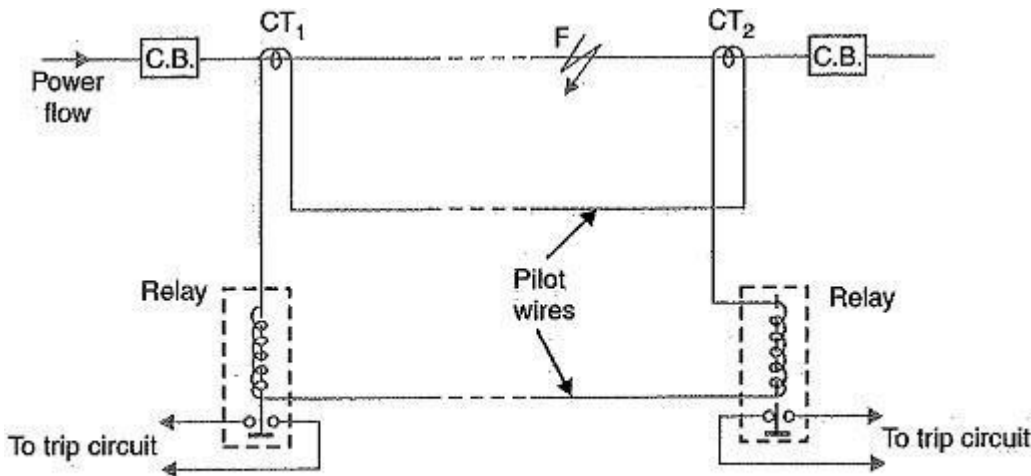 CT₁
CT₂
F
C.B.
C.B.
Power
flow
Pilot
wires
Relay
Relay
To trip circuit
To trip circuit